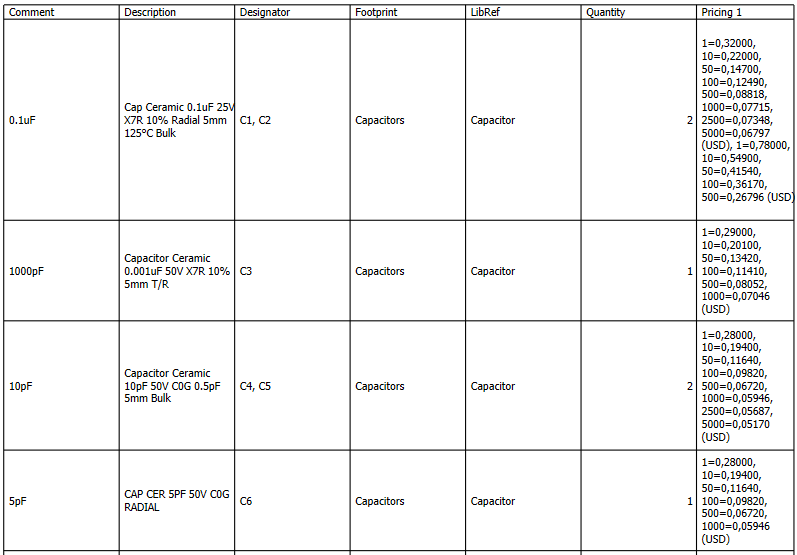 Comment Description Designator Footprint LibRef Quantity Pricing 1
0.1uF
Cap Ceramic 0.1uF 25V
X7R 10% Radial 5mm
125°C Bulk
C1, C2
Capacitors
Capacitor
2
1=0,32000,
10=0,22000,
50=0,14700,
100=0,12490,
500=0,08818,
1000=0,07715,
2500=0,07348,
5000=0,06797
(USD), 1=0,78000,
10=0,54900,
50=0,41540,
100=0,36170,
500=0,26796 (USD)
1000pF
Capacitor Ceramic
0.001uF 50V X7R 10%
5mm T/R
C3
Capacitors
Capacitor
1
1=0,29000,
10=0,20100,
50=0,13420,
100=0,11410,
500=0,08052,
1000=0,07046
(USD)
10pF
Capacitor Ceramic
10pF 50V C0G 0.5pF
5mm Bulk
C4, C5
Capacitors
Capacitor
2
1=0,28000,
10=0,19400,
50=0,11640,
100=0,09820,
500=0,06720,
1000=0,05946,
2500=0,05687,
5000=0,05170
(USD)
5pF
CAP CER 5PF 50V C0G
RADIAL
C6
Capacitors
Capacitor
1
1=0,28000,
10=0,19400,
50=0,11640,
100=0,09820,
500=0,06720,
1000=0,05946
(USD)